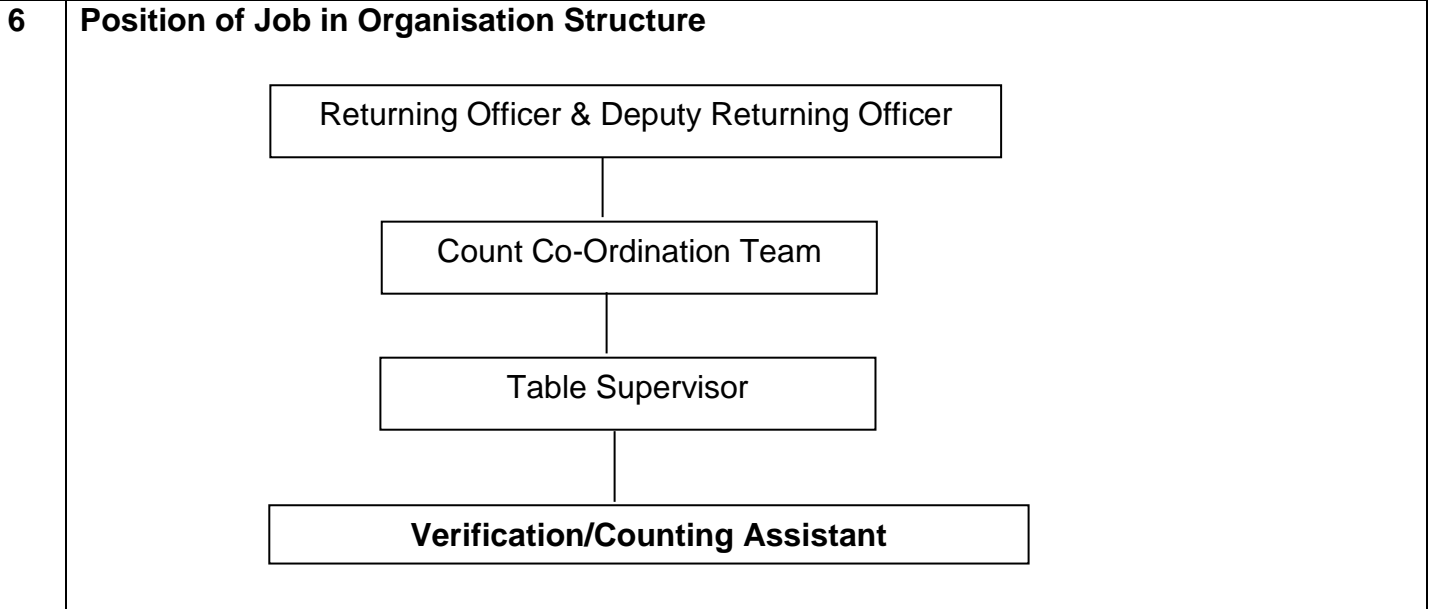 6 Position of Job in Organisation Structure
Returning Officer & Deputy Returning Officer
Count Co-Ordination Team
Table Supervisor
Verification/Counting Assistant